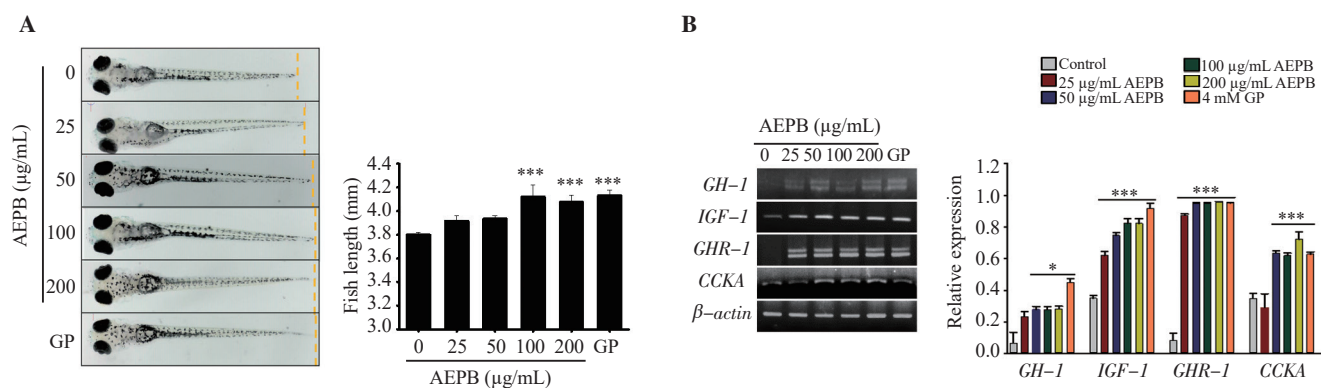 A
0
25
50
100
200
GP
AEPB (µg/mL)
4.4
4.2
4.0
3.8
3.6
3.4
3.2
3.0
Fish length (mm)
*** *** ***
0 25 50 100 200 GP
AEPB (µg/mL)
B
Control
25 µg/mL AEPB
50 µg/mL AEPB
100 µg/mL AEPB
200 µg/mL AEPB
4 mM GP
AEPB (µg/mL)
0 25 50 100 200 GP
GH-1
IGF-1
GHR-1
CCKA
β-actin
1.2
1.0
0.8
0.6
0.4
0.2
0.0
Relative expression
*
***
***
***
GH-1 IGF-1 GHR-1 CCKA